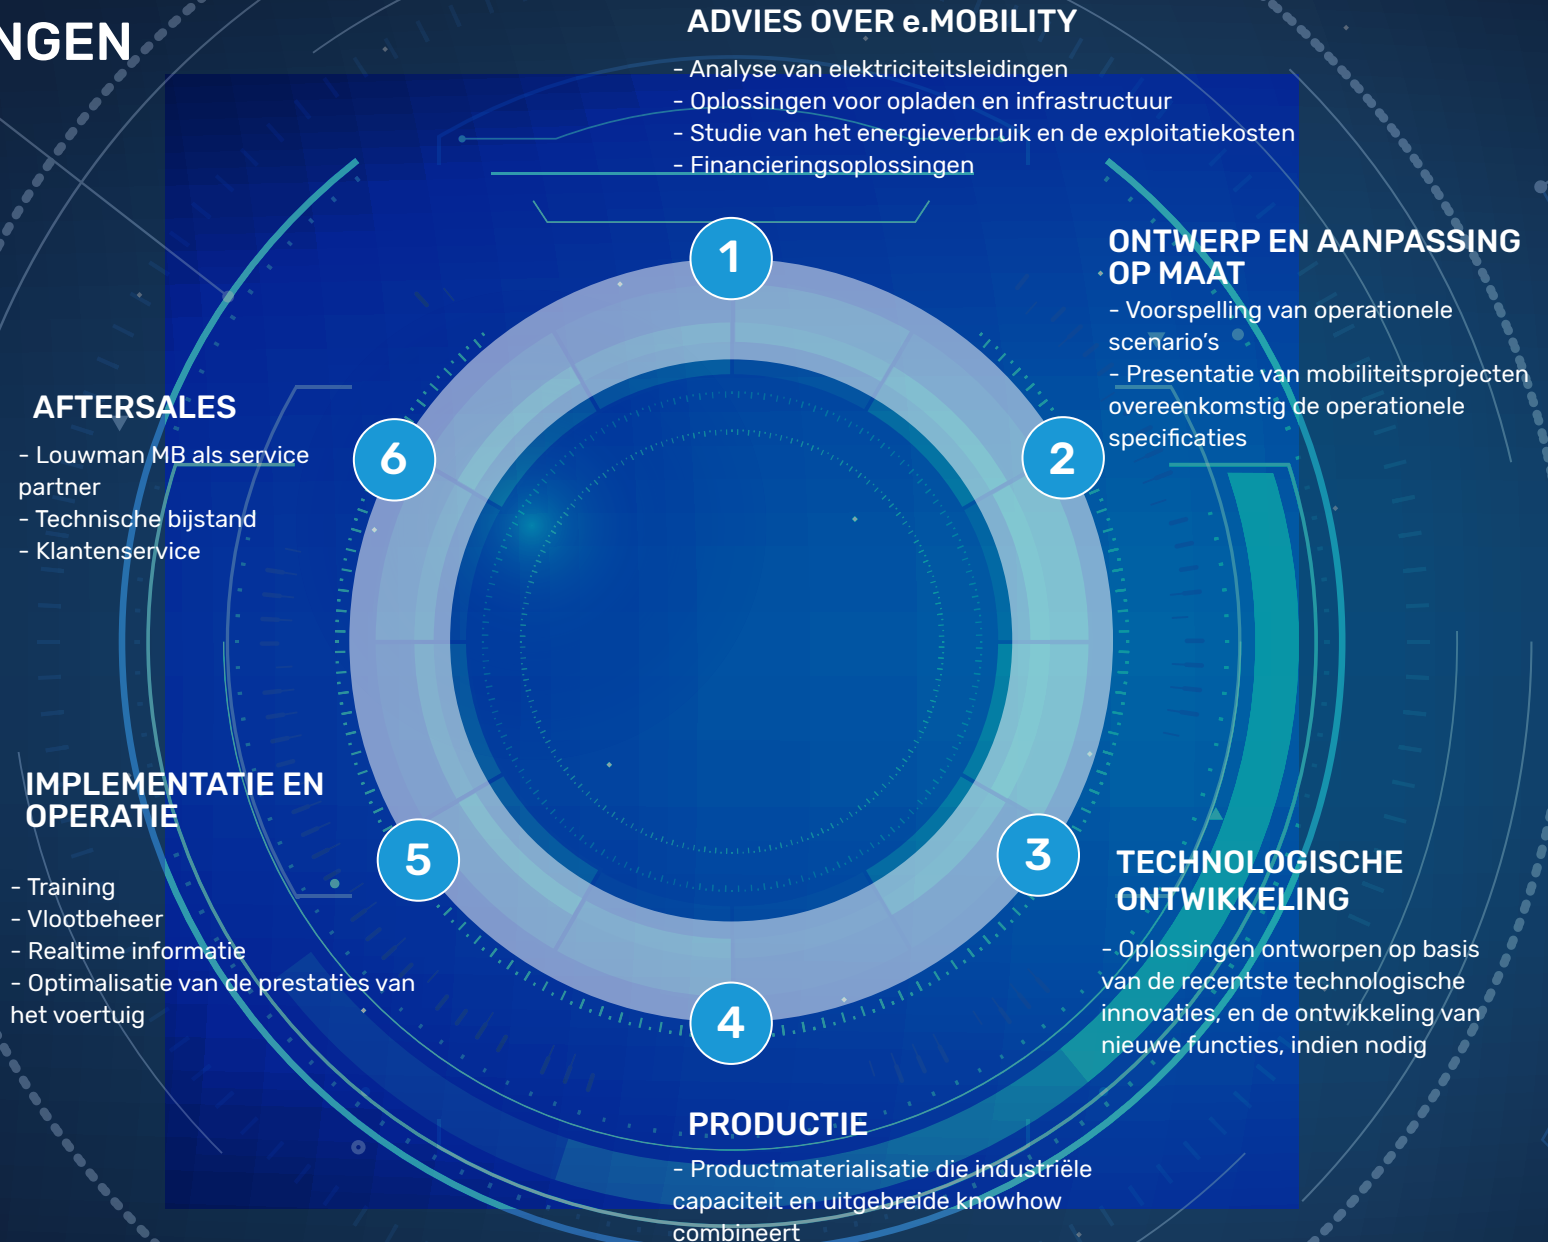 NGEN
ADVIES OVER e.MOBILITY
- Analyse van elektriciteitsleidingen
- Oplossingen voor opladen en infrastructuur
- Studie van het energieverbruik en de exploitatiekosten
- Financieringsoplossingen
1
ONTWERP EN AANPASSING
OP MAAT
- Voorspelling van operationele
scenario's
- Presentatie van mobiliteitsprojecten
overeenkomstig de operationele
specificaties
2
TECHNOLOGISCHE
ONTWIKKELING
- Oplossingen ontworpen op basis
van de recentste technologische
innovaties, en de ontwikkeling van
nieuwe functies, indien nodig
3
4
PRODUCTIE
- Productmaterialisatie die industriële
capaciteit en uitgebreide knowhow
combineert
5
IMPLEMENTATIE EN
OPERATIE
- Training
- Vlootbeheer
- Realtime informatie
- Optimalisatie van de prestaties van
het voertuig
6
AFTERSALES
- Louwman MB als service
partner
- Technische bijstand
- Klantenservice